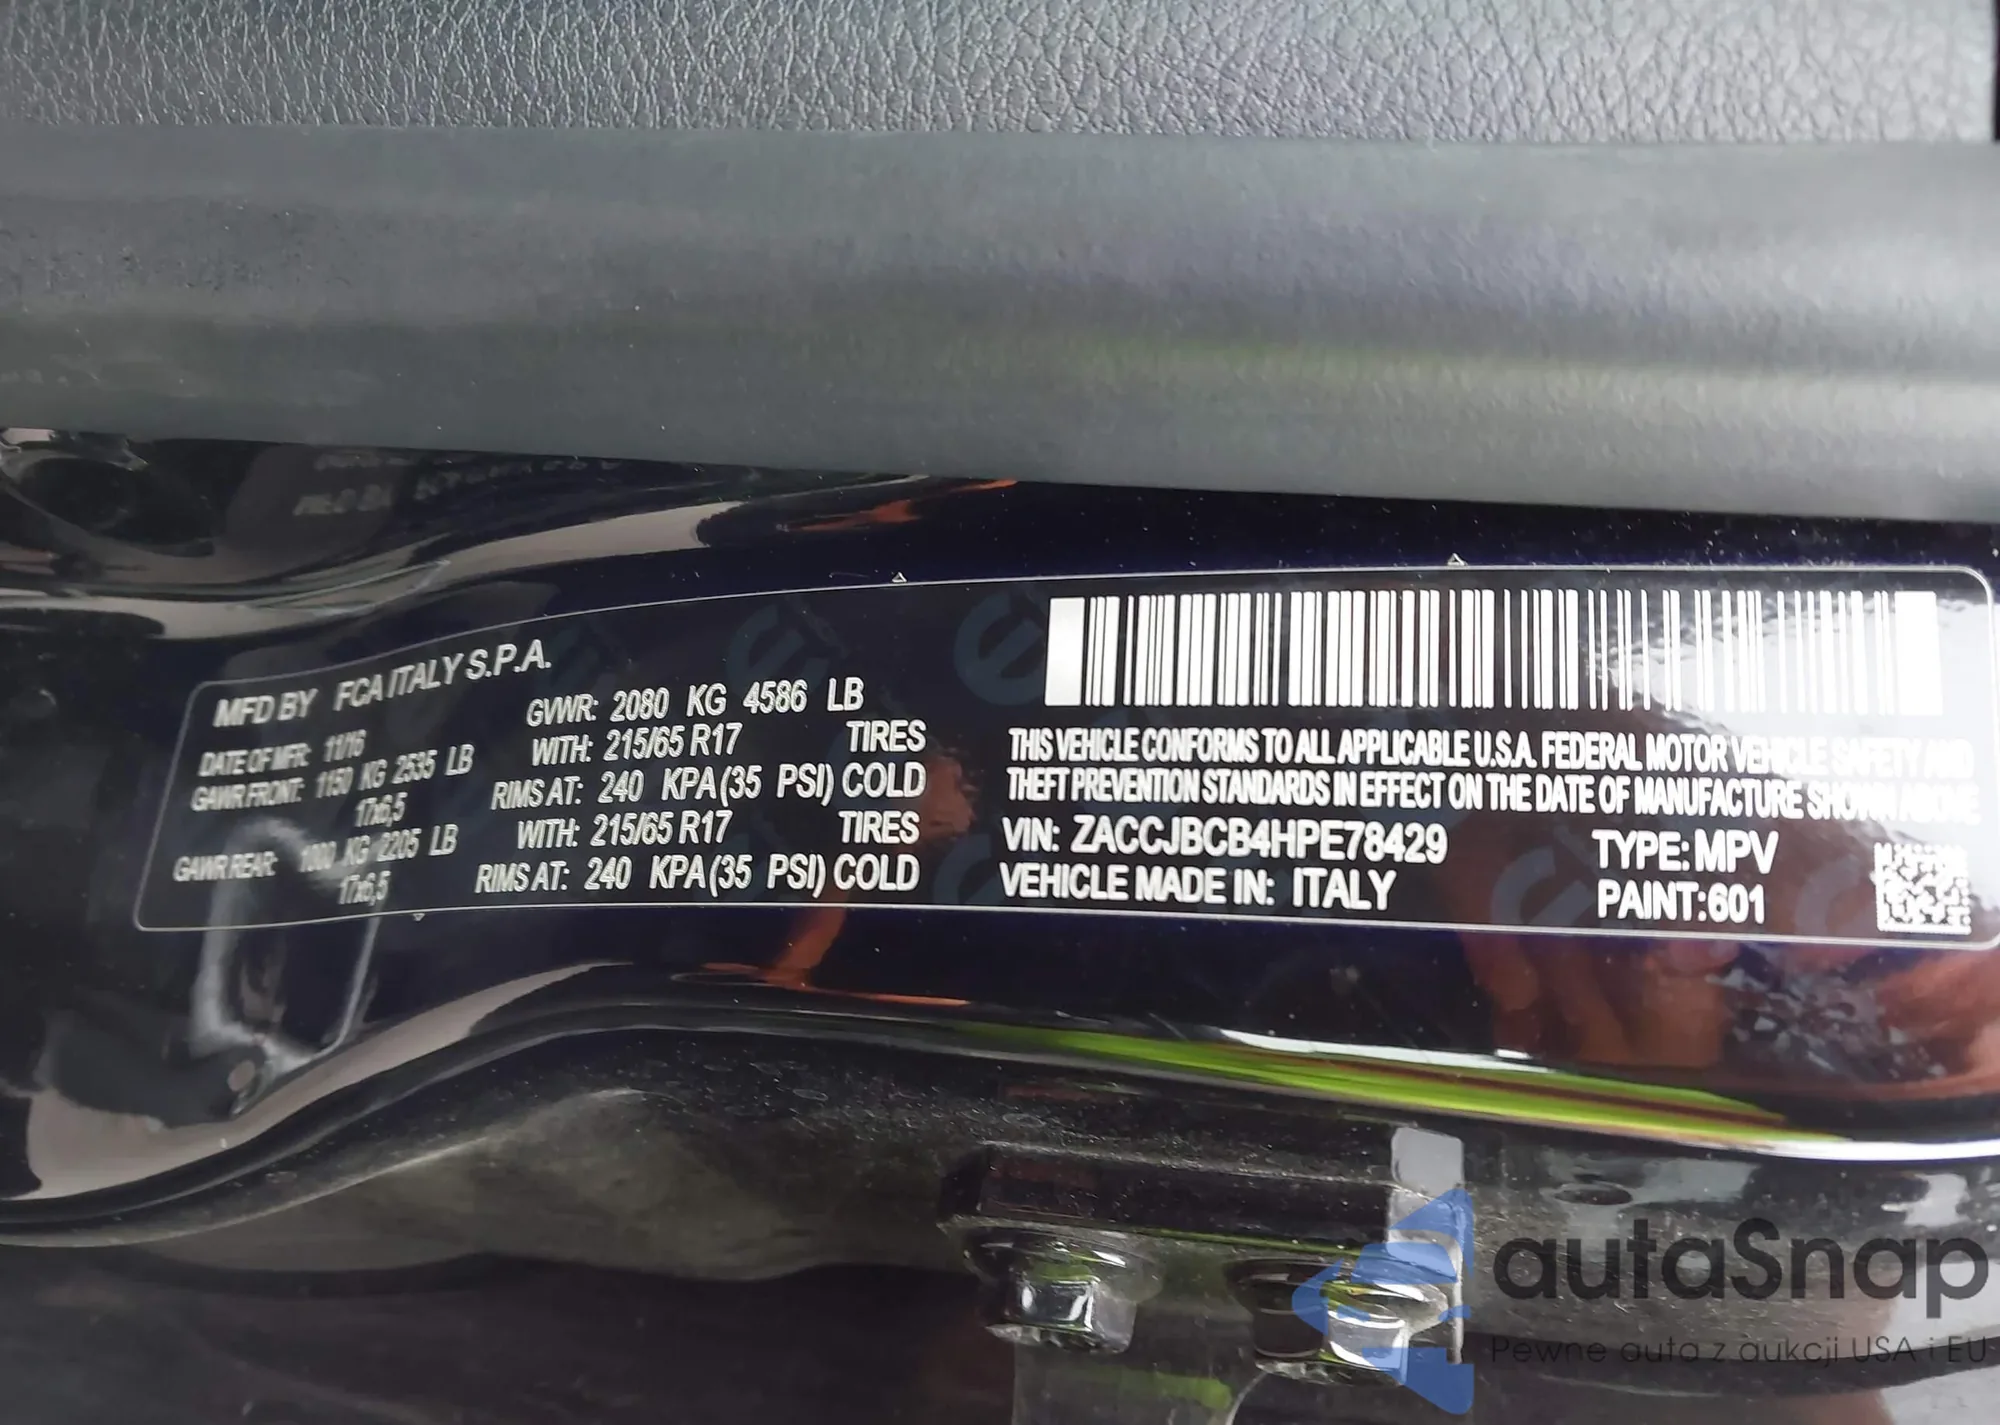 MFD BY FCA ITALY S.P.A.
DATE OF MFR: 11/16 GVWR: 2080 KG 4586 LB
GAWR FRONT: 1150 KG 2535 LB WITH: 215/65 R17 TIRES
17x6,5 RIMS AT: 240 KPA (35 PSI) COLD
GAWR REAR: 1000 KG 2205 LB WITH: 215/65 R17 TIRES
17x6,5 RIMS AT: 240 KPA (35 PSI) COLD
THIS VEHICLE CONFORMS TO ALL APPLICABLE U.S.A. FEDERAL MOTOR VEHICLE SAFETY AND
THEFT PREVENTION STANDARDS IN EFFECT ON THE DATE OF MANUFACTURE SHOWN ABOVE.
VIN: ZACCJBCB4HPE78429 TYPE: MPV
VEHICLE MADE IN: ITALY PAINT: 601
autaSnap
Pewne auta z aukcji USA i EU